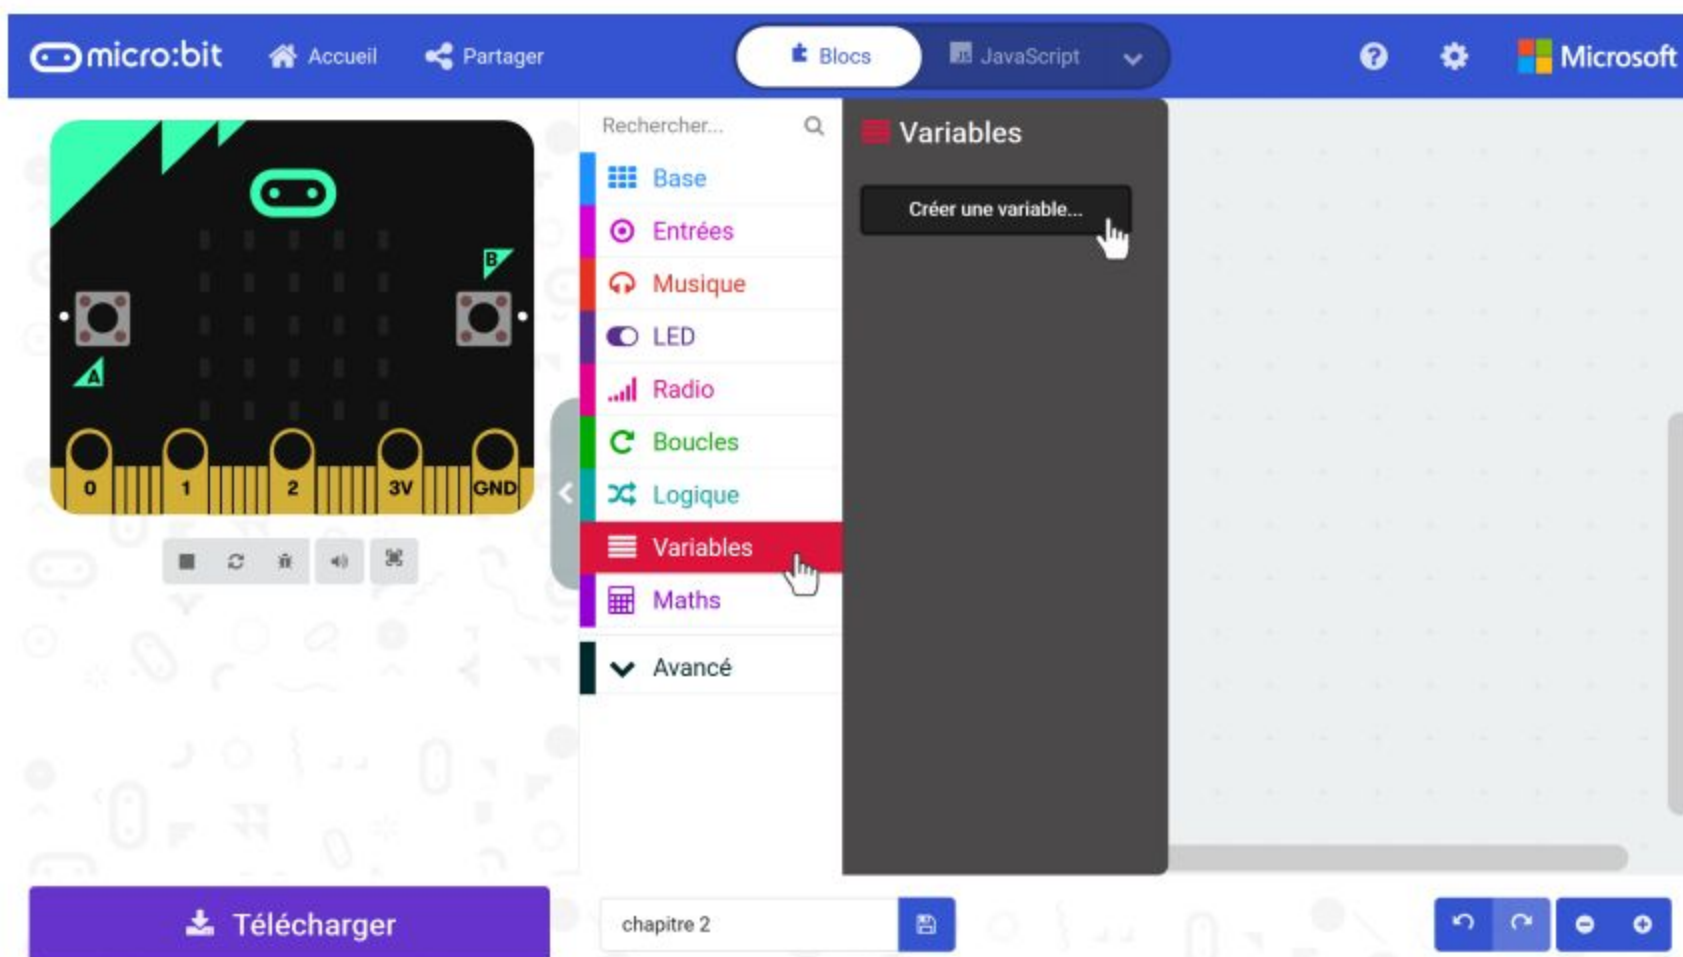 micro:bit Accueil Partager Blocs JavaScript Microsoft
Rechercher...
Base
Entrées
Musique
LED
Radio
Boucles
Logique
Variables
Maths
Avancé
Variables
Créer une variable...
B
A
0 1 2 3V GND
Télécharger
chapitre 2